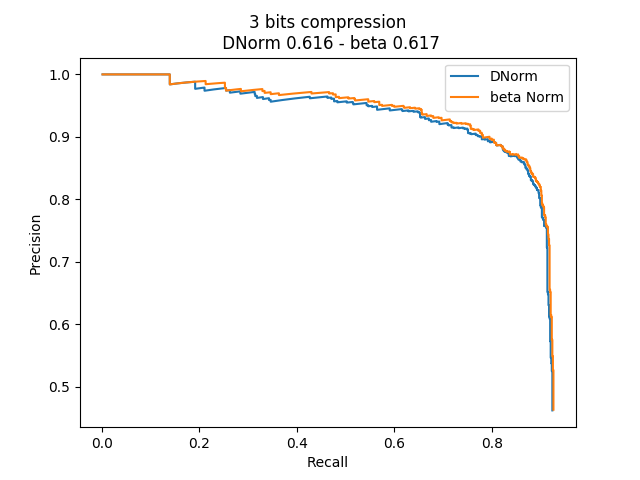 3 bits compression
DNorm 0.616 - beta 0.617
DNorm
beta Norm
1.0
0.9
0.8
0.7
0.6
0.5
Precision
0.0
0.2
0.4
0.6
0.8
Recall